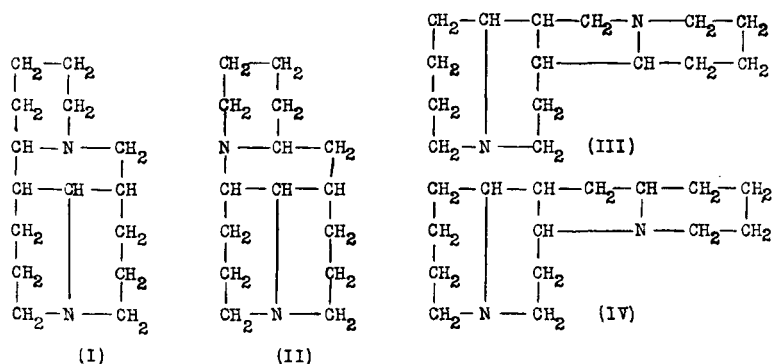 CH₂ CH₂
CH₂ CH₂
CH—N—CH₂
CH—CH—CH
CH₂ CH₂
CH₂ CH₂
CH₂—N—CH₂
(I)
CH₂—CH₂
CH₂ CH₂
N—CH—CH₂
CH—CH—CH
CH₂ CH₂
CH₂ CH₂
CH₂—N—CH₂
(II)
CH₂—CH—CH—CH₂—N—CH₂—CH₂
CH₂ CH—CH—CH₂—CH₂
CH₂ CH₂
CH₂—N—CH₂
(III)
CH₂—CH—CH—CH₂—CH—CH₂—CH₂
CH₂ CH—N—CH₂—CH₂
CH₂ CH₂
CH₂—N—CH₂
(IV)